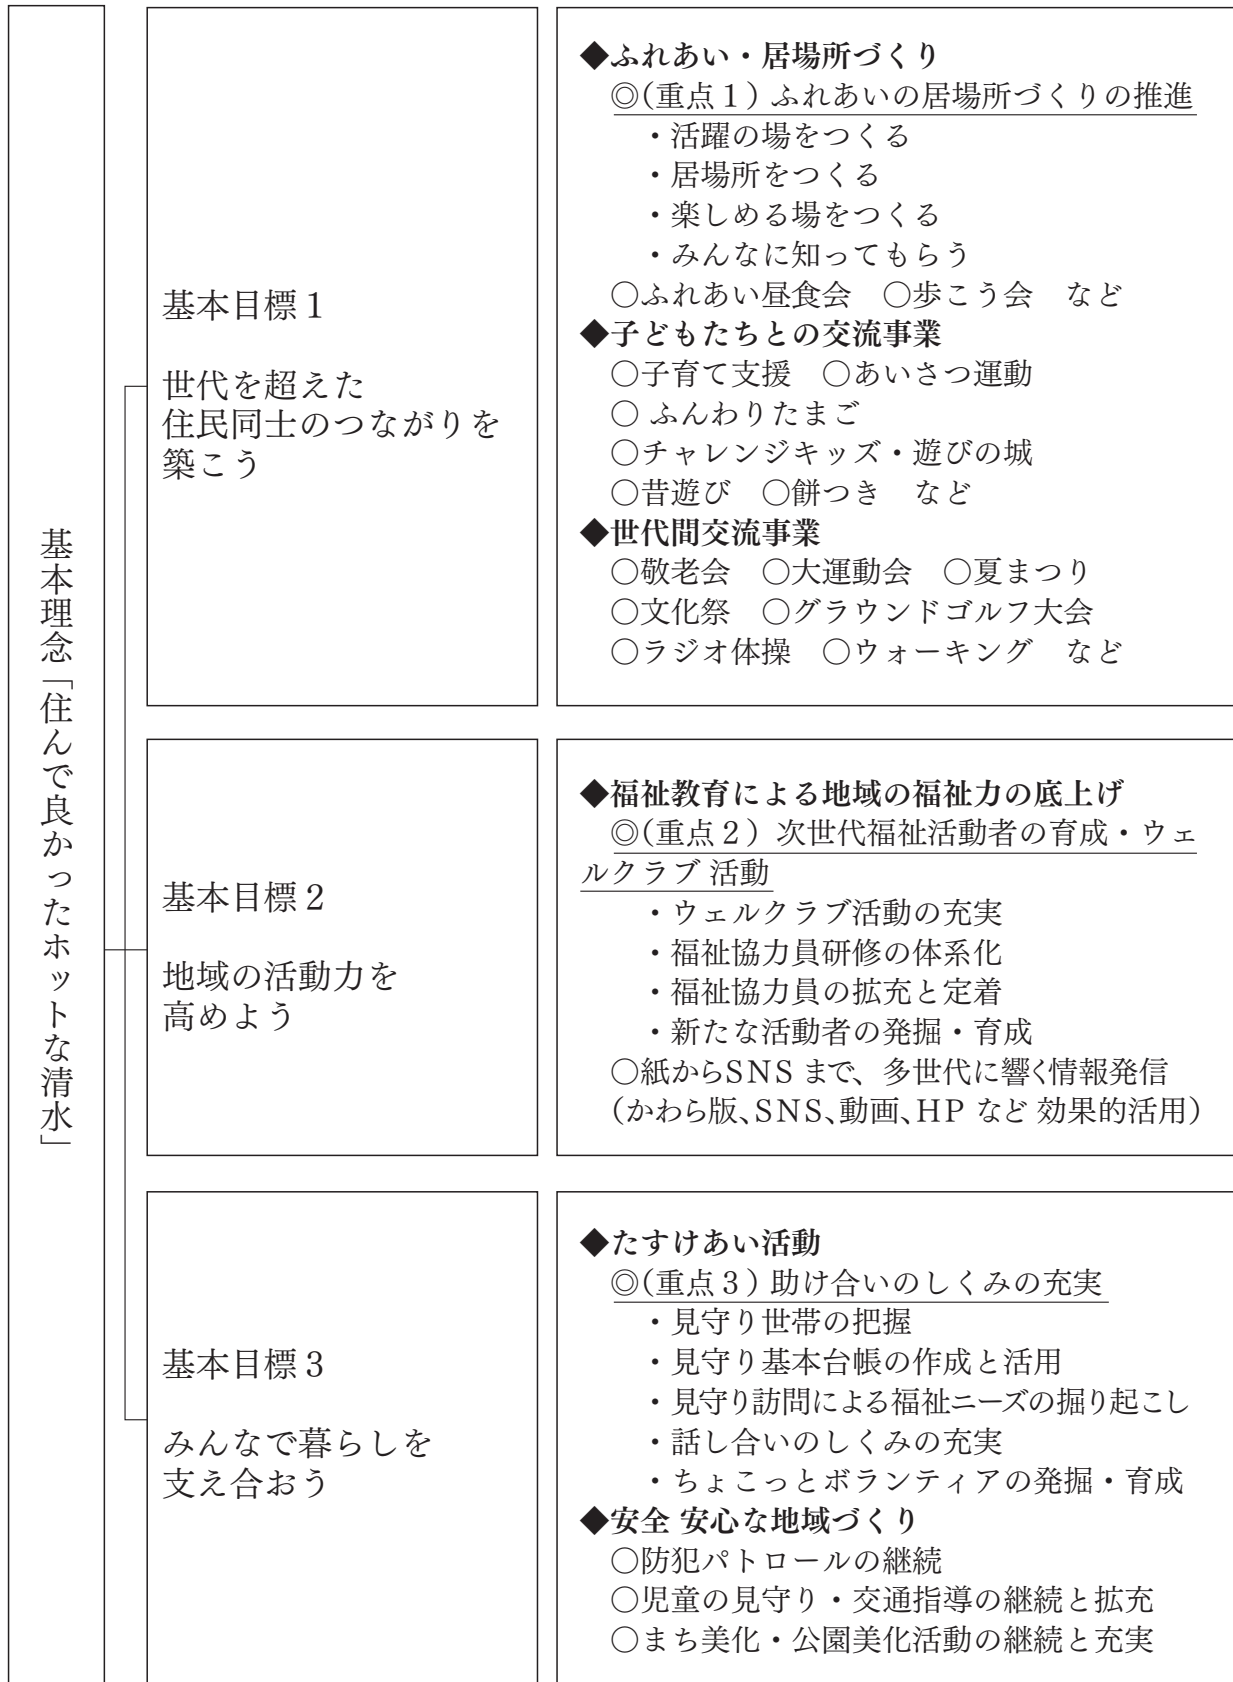 基本理念「住んで良かったホットな清水」
基本目標１
世代を超えた
住民同士のつながりを
築こう
◆ふれあい・居場所づくり
◎(重点１) ふれあいの居場所づくりの推進
・活躍の場をつくる
・居場所をつくる
・楽しめる場をつくる
・みんなに知ってもらう
○ふれあい昼食会　○歩こう会　など
◆子どもたちとの交流事業
○子育て支援　○あいさつ運動
○ ふんわりたまご
○チャレンジキッズ・遊びの城
○昔遊び　○餅つき　など
◆世代間交流事業
○敬老会　○大運動会　○夏まつり
○文化祭　○グラウンドゴルフ大会
○ラジオ体操　○ウォーキング　など
基本目標２
地域の活動力を
高めよう
◆福祉教育による地域の福祉力の底上げ
◎(重点２) 次世代福祉活動者の育成・ウェ
ルクラブ 活動
・ウェルクラブ活動の充実
・福祉協力員研修の体系化
・福祉協力員の拡充と定着
・新たな活動者の発掘・育成
○紙からSNS まで、多世代に響く情報発信
（かわら版、SNS、動画、HP など 効果的活用）
基本目標３
みんなで暮らしを
支え合おう
◆たすけあい活動
◎(重点３) 助け合いのしくみの充実
・見守り世帯の把握
・見守り基本台帳の作成と活用
・見守り訪問による福祉ニーズの掘り起こし
・話し合いのしくみの充実
・ちょこっとボランティアの発掘・育成
◆安全 安心な地域づくり
○防犯パトロールの継続
○児童の見守り・交通指導の継続と拡充
○まち美化・公園美化活動の継続と充実